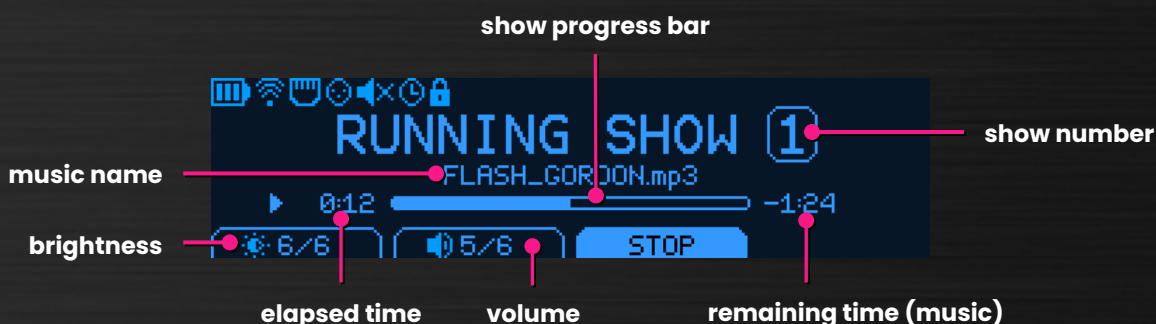 show progress bar
RUNNING SHOW 1
show number
music name
FLASH_GORDON.mp3
0:12
-1:24
brightness
6/6
5/6
STOP
elapsed time
volume
remaining time (music)